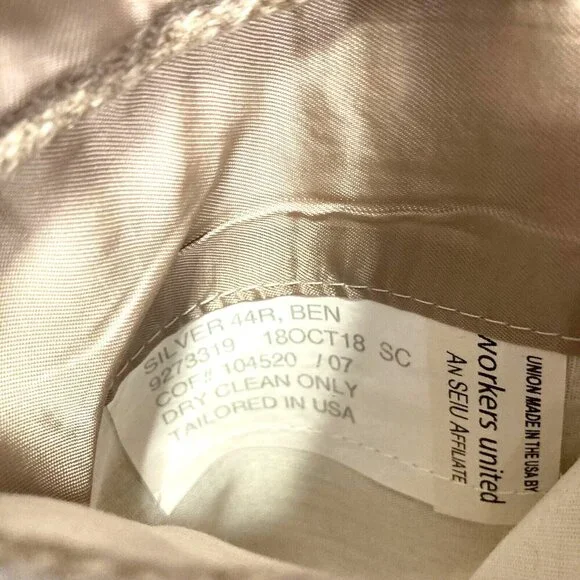 SILVER 44R, BEN
9273319 18OCT18 SC
COF# 104520 /07
DRY CLEAN ONLY
TAILORED IN USA
UNION MADE IN THE USA BY
workers united
AN SEIU AFFILIATE